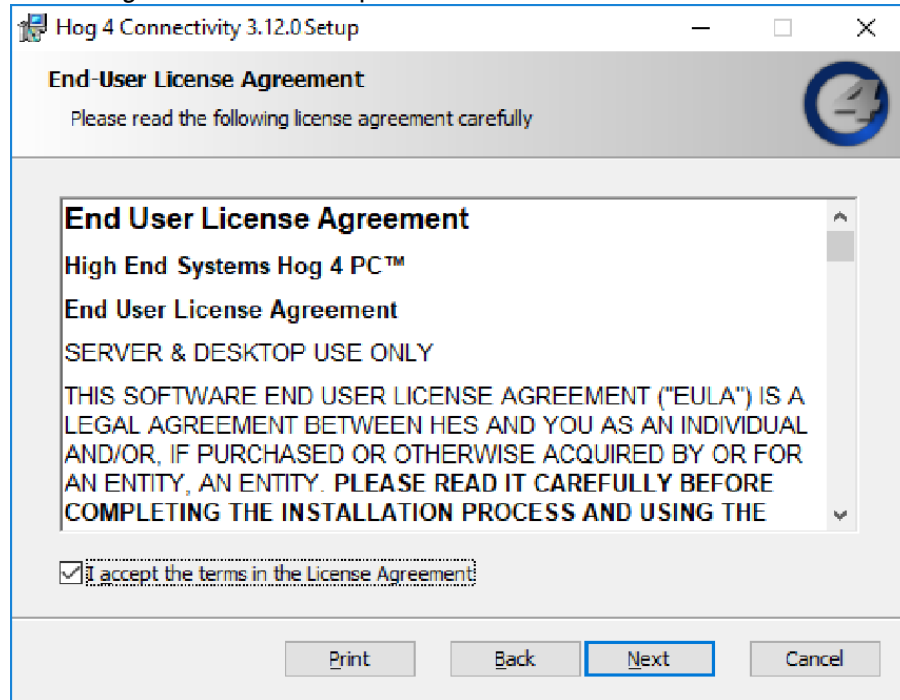 Hog 4 Connectivity 3.12.0 Setup
End-User License Agreement
Please read the following license agreement carefully
4
End User License Agreement
High End Systems Hog 4 PC™
End User License Agreement
SERVER & DESKTOP USE ONLY
THIS SOFTWARE END USER LICENSE AGREEMENT ("EULA") IS A
LEGAL AGREEMENT BETWEEN HES AND YOU AS AN INDIVIDUAL
AND/OR, IF PURCHASED OR OTHERWISE ACQUIRED BY OR FOR
AN ENTITY, AN ENTITY. PLEASE READ IT CAREFULLY BEFORE
COMPLETING THE INSTALLATION PROCESS AND USING THE
I accept the terms in the License Agreement
Print Back Next Cancel